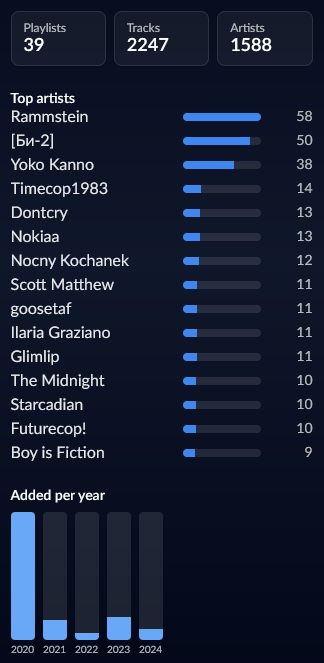 Playlists Tracks Artists
39 2247 1588
Top artists
Rammstein 58
[Би-2] 50
Yoko Kanno 38
Timecop1983 14
Dontcry 13
Nokiaa 13
Nocny Kochanek 12
Scott Matthew 11
goosetaf 11
Ilaria Graziano 11
Glimlip 11
The Midnight 10
Starcadian 10
Futurecop! 10
Boy is Fiction 9
Added per year
2020 2021 2022 2023 2024